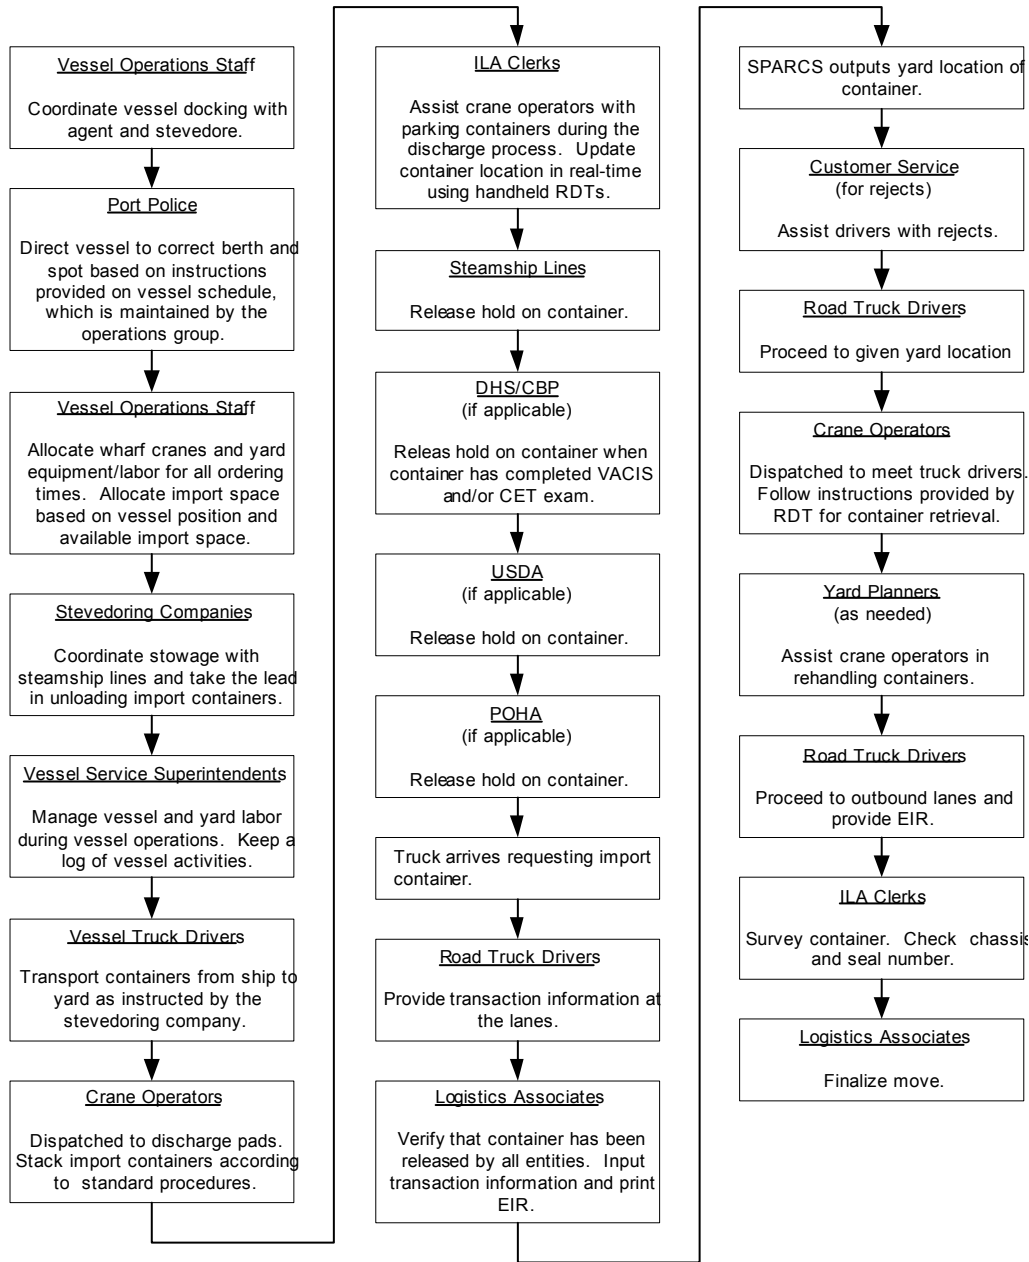 Vessel Operations Staff
Coordinate vessel docking with
agent and stevedore.
Port Police
Direct vessel to correct berth and
spot based on instructions
provided on vessel schedule,
which is maintained by the
operations group.
Vessel Operations Staff
Allocate wharf cranes and yard
equipment/labor for all ordering
times. Allocate import space
based on vessel position and
available import space.
Stevedoring Companies
Coordinate stowage with
steamship lines and take the lead
in unloading import containers.
Vessel Service Superintendents
Manage vessel and yard labor
during vessel operations. Keep a
log of vessel activities.
Vessel Truck Drivers
Transport containers from ship to
yard as instructed by the
stevedoring company.
Crane Operators
Dispatched to discharge pads.
Stack import containers according
to standard procedures.
ILA Clerks
Assist crane operators with
parking containers during the
discharge process. Update
container location in real-time
using handheld RDTs.
Steamship Lines
Release hold on container.
DHS/CBP
(if applicable)
Releas hold on container when
container has completed VACIS
and/or CET exam.
USDA
(if applicable)
Release hold on container.
POHA
(if applicable)
Release hold on container.
Truck arrives requesting import
container.
Road Truck Drivers
Provide transaction information at
the lanes.
Logistics Associates
Verify that container has been
released by all entities. Input
transaction information and print
EIR.
SPARCS outputs yard location of
container.
Customer Service
(for rejects)
Assist drivers with rejects.
Road Truck Drivers
Proceed to given yard location
Crane Operators
Dispatched to meet truck drivers.
Follow instructions provided by
RDT for container retrieval.
Yard Planners
(as needed)
Assist crane operators in
rehandling containers.
Road Truck Drivers
Proceed to outbound lanes and
provide EIR.
ILA Clerks
Survey container. Check chassis
and seal number.
Logistics Associates
Finalize move.